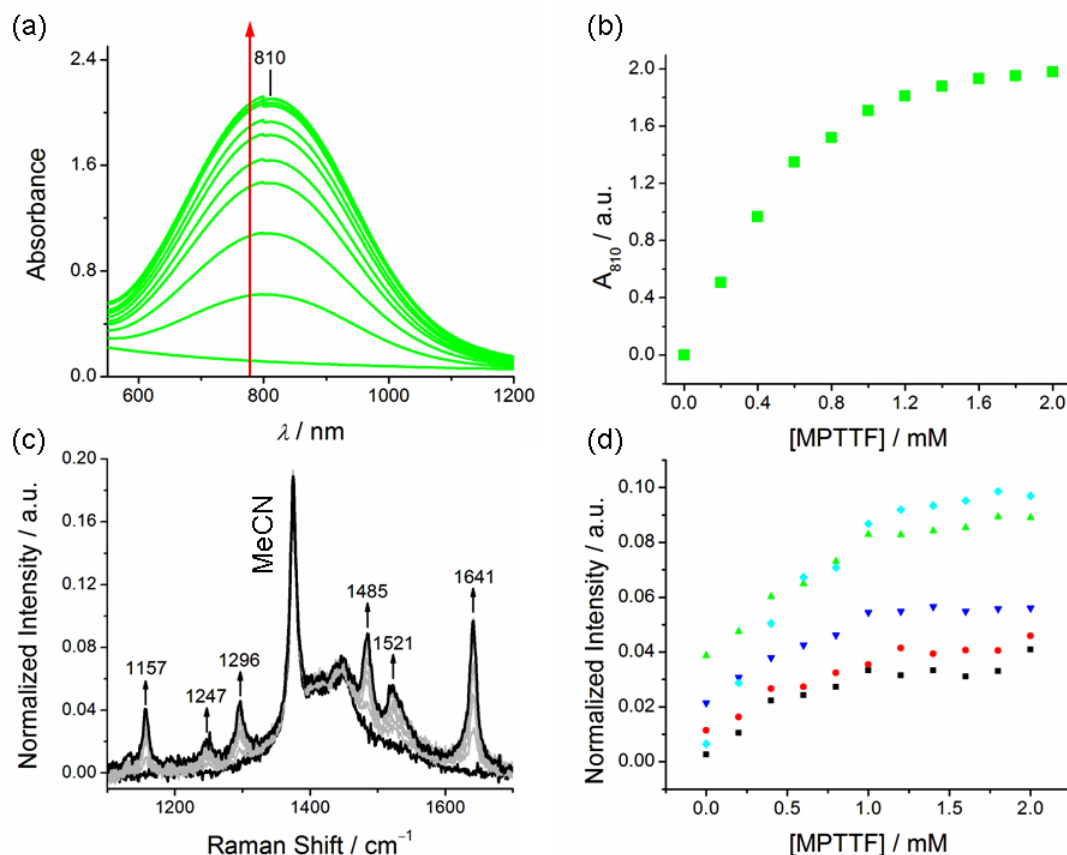 (a)
810
2.4
1.6
0.8
0.0
Absorbance
600 800 1000 1200
λ / nm
(b)
2.0
1.6
1.2
0.8
0.4
0.0
A810 / a.u.
0.0 0.4 0.8 1.2 1.6 2.0
[MPTTF] / mM
(c)
0.20
0.16
0.12
0.08
0.04
0.00
Normalized Intensity / a.u.
MeCN
1157
1247
1296
1485
1521
1641
1200 1400 1600
Raman Shift / cm⁻¹
(d)
0.10
0.08
0.06
0.04
0.02
0.00
Normalized Intensity / a.u.
0.0 0.5 1.0 1.5 2.0
[MPTTF] / mM